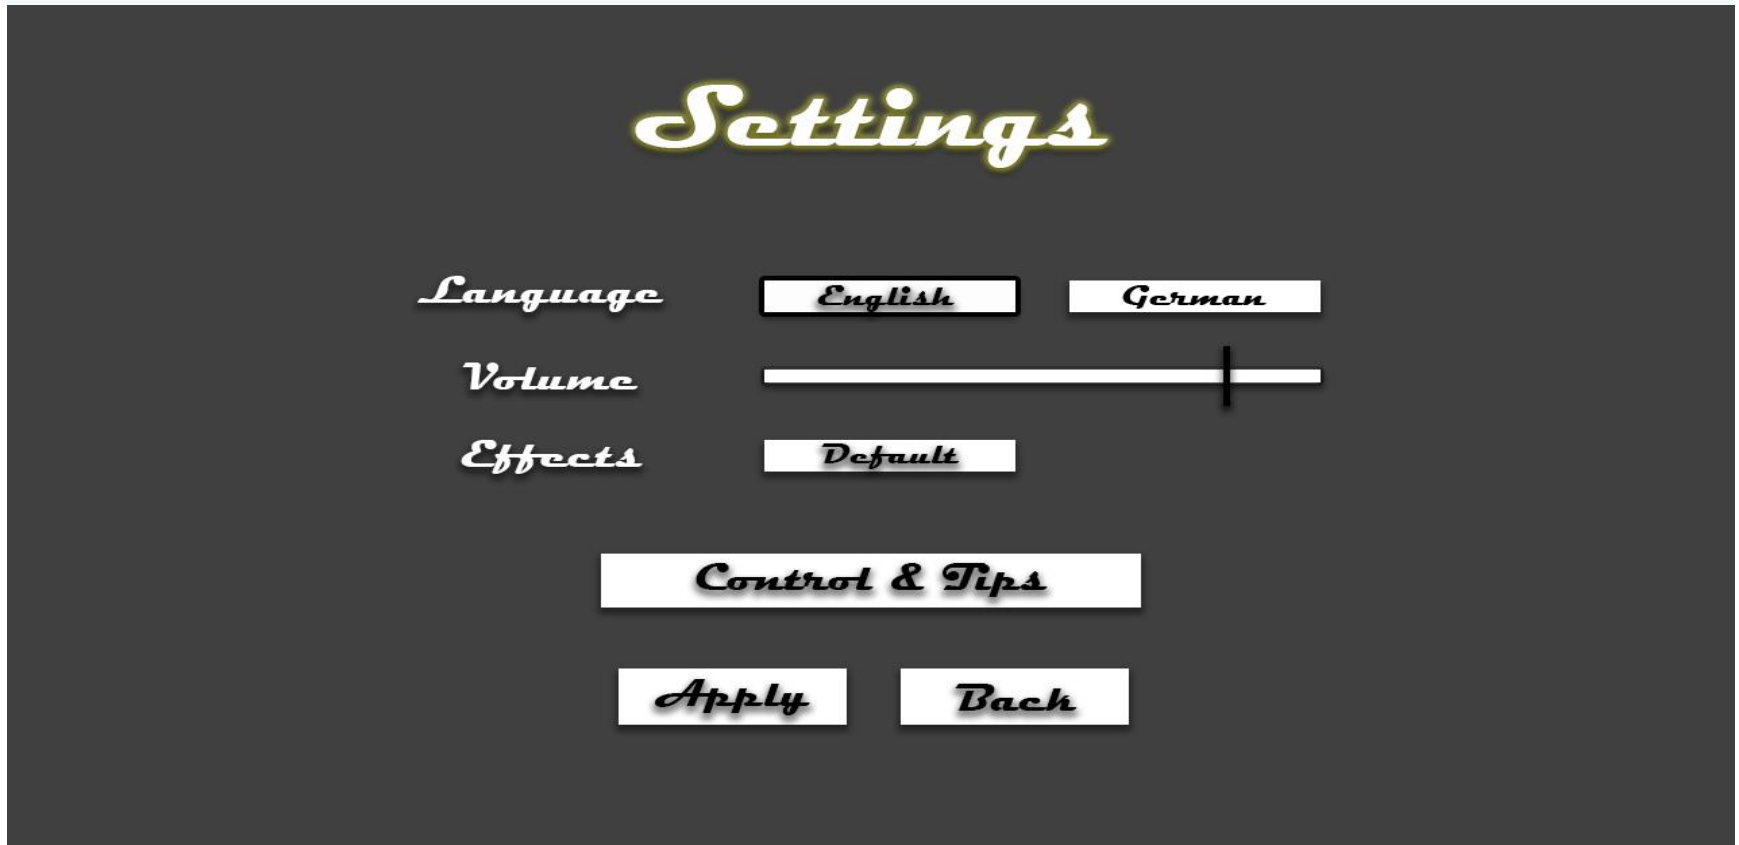 Settings
Language English German
Volume
Effects Default
Control & Tips
Apply Back